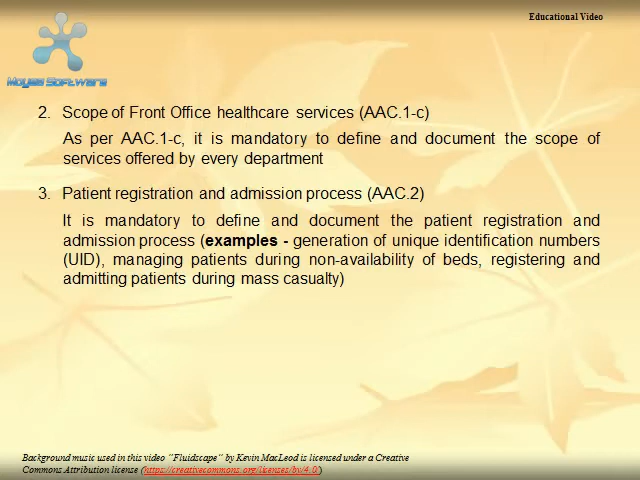 Educational Video
Moyea Software
2. Scope of Front Office healthcare services (AAC.1-c)
As per AAC.1-c, it is mandatory to define and document the scope of
services offered by every department
3. Patient registration and admission process (AAC.2)
It is mandatory to define and document the patient registration and
admission process (examples - generation of unique identification numbers
(UID), managing patients during non-availability of beds, registering and
admitting patients during mass casualty)
Background music used in this video "Fluidscape" by Kevin MacLeod is licensed under a Creative
Commons Attribution license (https://creativecommons.org/licenses/by/4.0/)